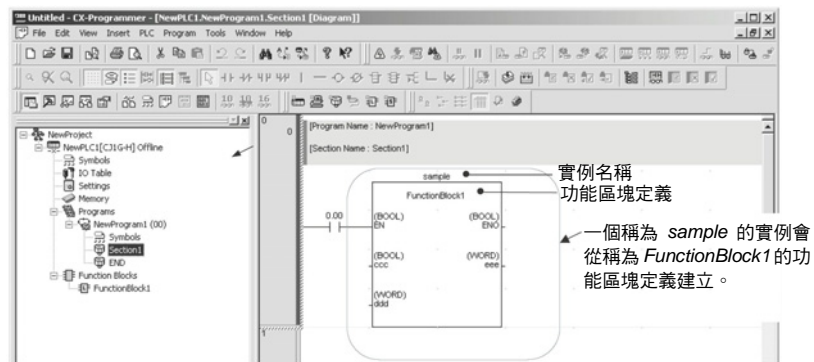 Untitled - CX-Programmer - [NewPLC1.NewProgram1.Section1 [Diagram]]
File Edit View Insert PLC Program Tools Window Help
NewProject
NewPLC1[CJ1G-H] Offline
Symbols
IO Table
Settings
Memory
Programs
NewProgram1 (00)
Symbols
Section1
END
Function Blocks
FunctionBlock1
0
0
[Program Name : NewProgram1]
[Section Name : Section1]
sample
實例名稱
FunctionBlock1
功能區塊定義
0.00
(BOOL)
EN
(BOOL)
ENO
(BOOL)
ccc
(WORD)
eee
(WORD)
ddd
1
一個稱為 sample 的實例會
從稱為 FunctionBlock1 的功
能區塊定義建立。